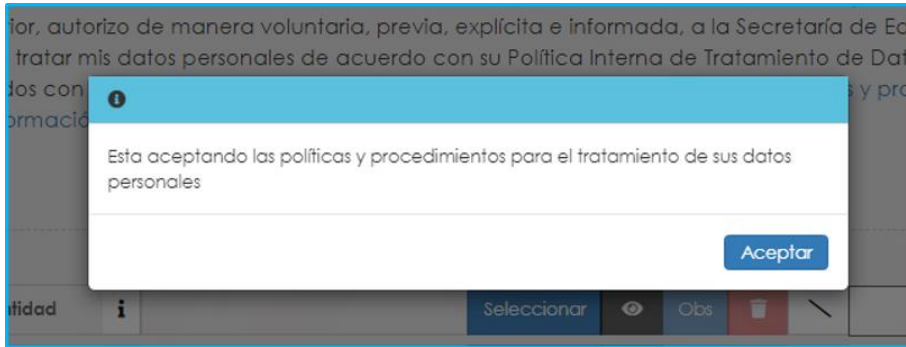 ior, autorizo de manera voluntaria, previa, explícita e informada, a la Secretaría de Ed
tratar mis datos personales de acuerdo con su Política Interna de Tratamiento de Dat
dos con
s y pro
ormació
Esta aceptando las políticas y procedimientos para el tratamiento de sus datos
personales
Aceptar
ntidad
Seleccionar Obs